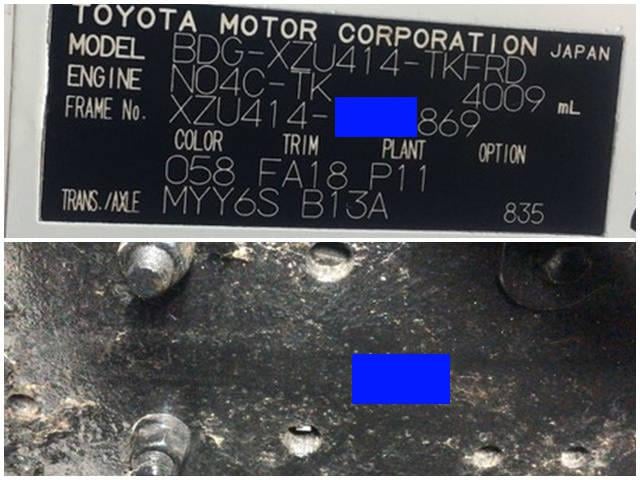 TOYOTA MOTOR CORPORATION JAPAN
MODEL BDG-XZU414-TKFRD
ENGINE N04C-TK 4009 mL
FRAME No. XZU414- 869
COLOR TRIM PLANT OPTION
058 FA18 P11
TRANS./AXLE MYY6S B13A 835